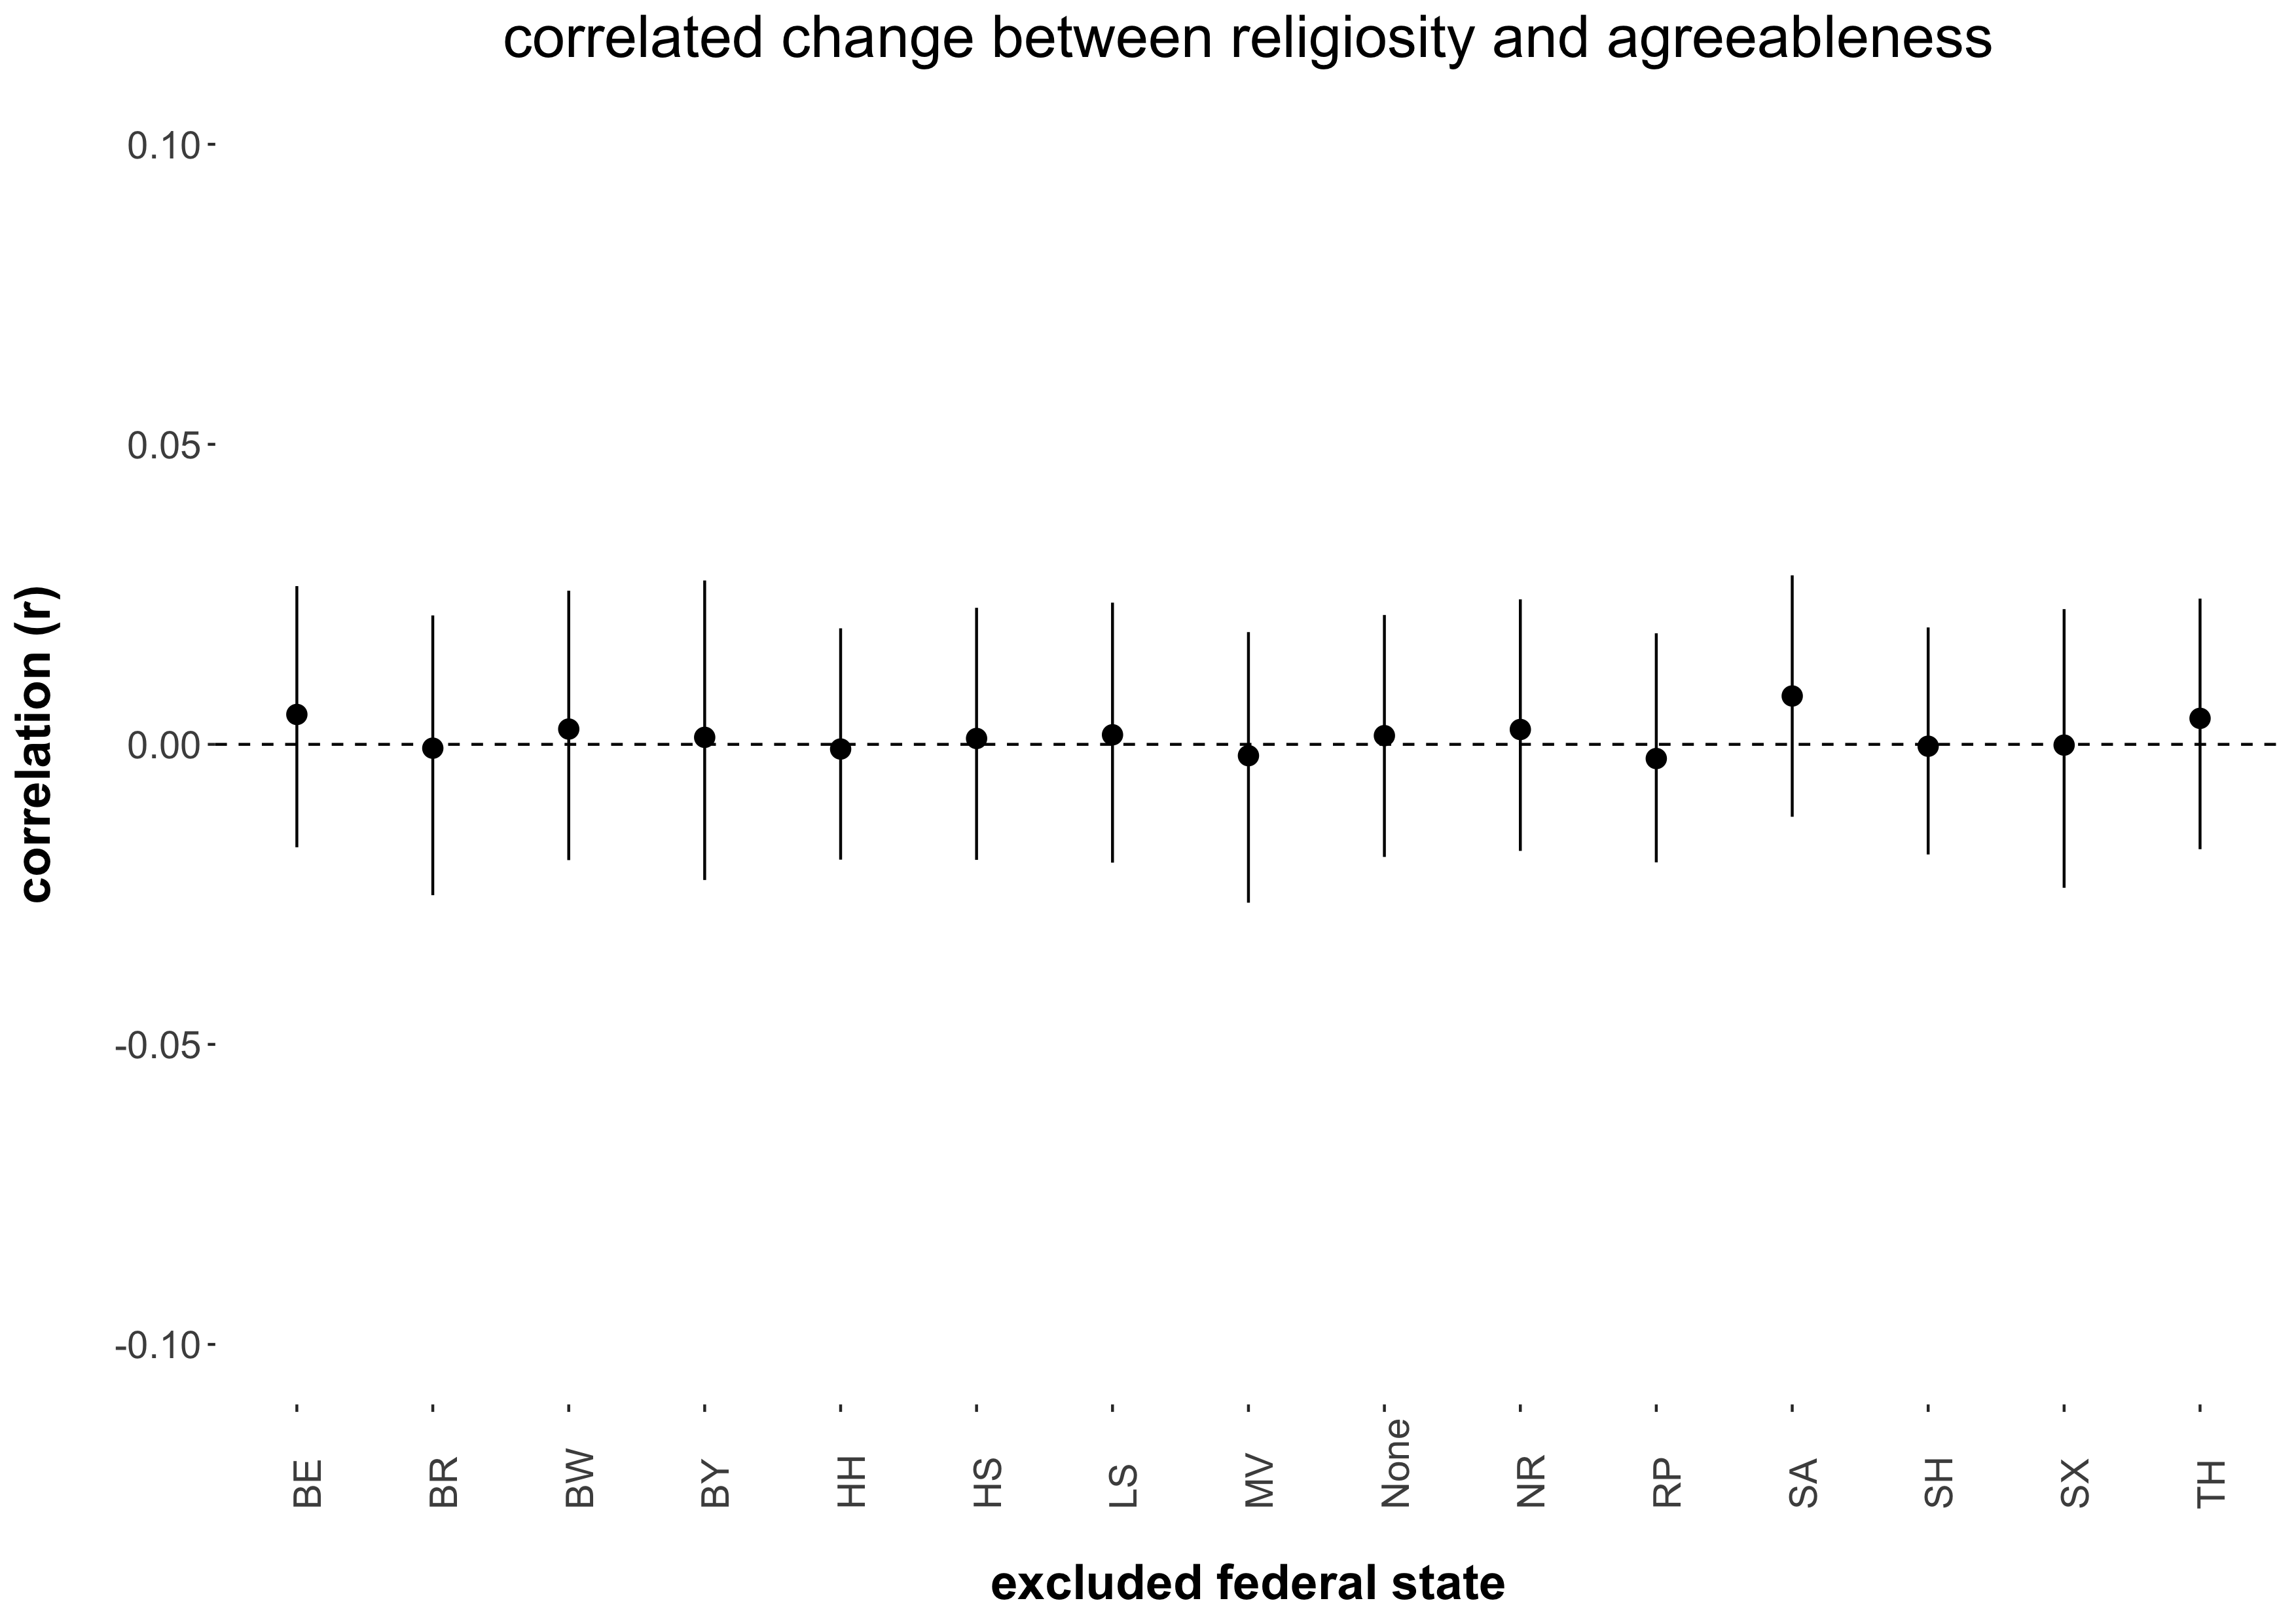 correlated change between religiosity and agreeableness
0.10
0.05
0.00
-0.05
-0.10
correlation (r)
BE
BR
BW
BY
HH
HS
LS
MV
None
NR
RP
SA
SH
SX
TH
excluded federal state